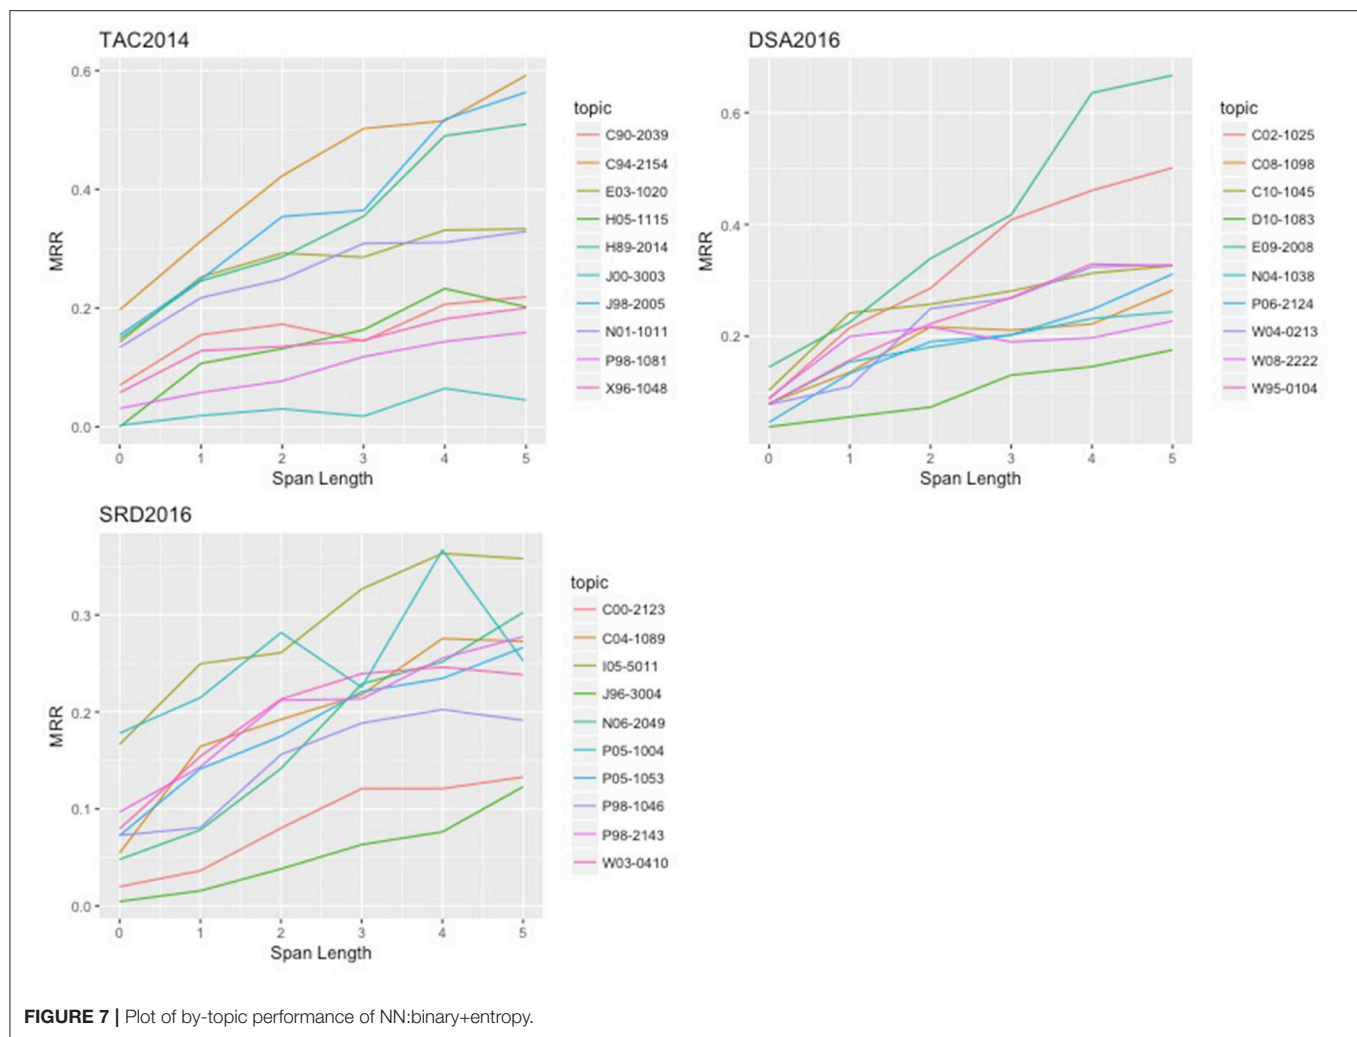 TAC2014
0.6
0.4
0.2
0.0
MRR
0 1 2 3 4 5
Span Length
topic
C90-2039
C94-2154
E03-1020
H05-1115
H89-2014
J00-3003
J98-2005
N01-1011
P98-1081
X96-1048
DSA2016
0.6
0.4
0.2
MRR
0 1 2 3 4 5
Span Length
topic
C02-1025
C08-1098
C10-1045
D10-1083
E09-2008
N04-1038
P06-2124
W04-0213
W08-2222
W95-0104
SRD2016
0.3
0.2
0.1
0.0
MRR
0 1 2 3 4 5
Span Length
topic
C00-2123
C04-1089
I05-5011
J96-3004
N06-2049
P05-1004
P05-1053
P98-1046
P98-2143
W03-0410
FIGURE 7 | Plot of by-topic performance of NN:binary+entropy.